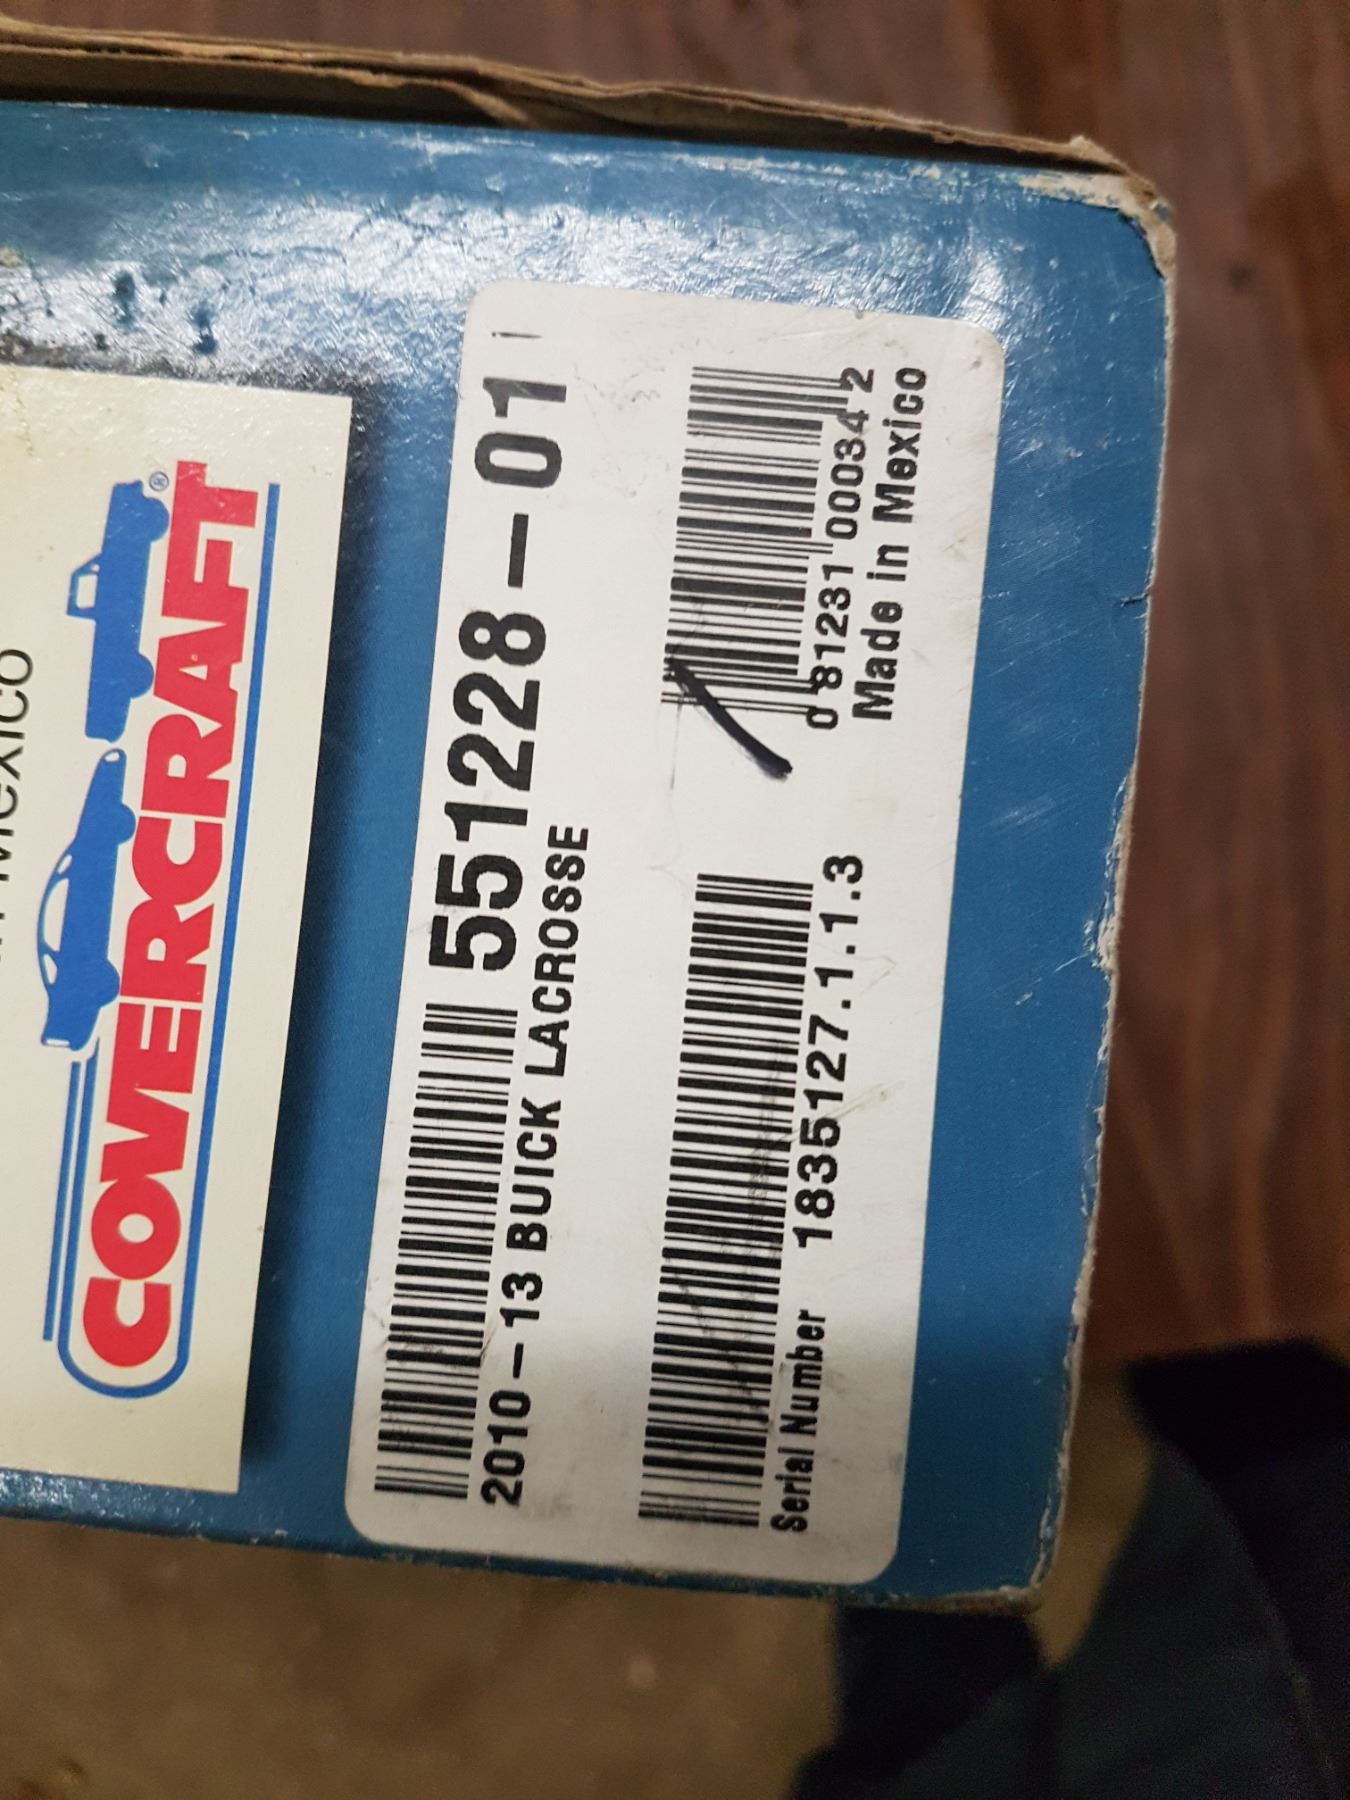 Mexico
COVERCRAFT®
551228-01
2010-13 BUICK LACROSSE
0 81231 00034 2
Made in Mexico
1835127.1.1.3
Serial Number